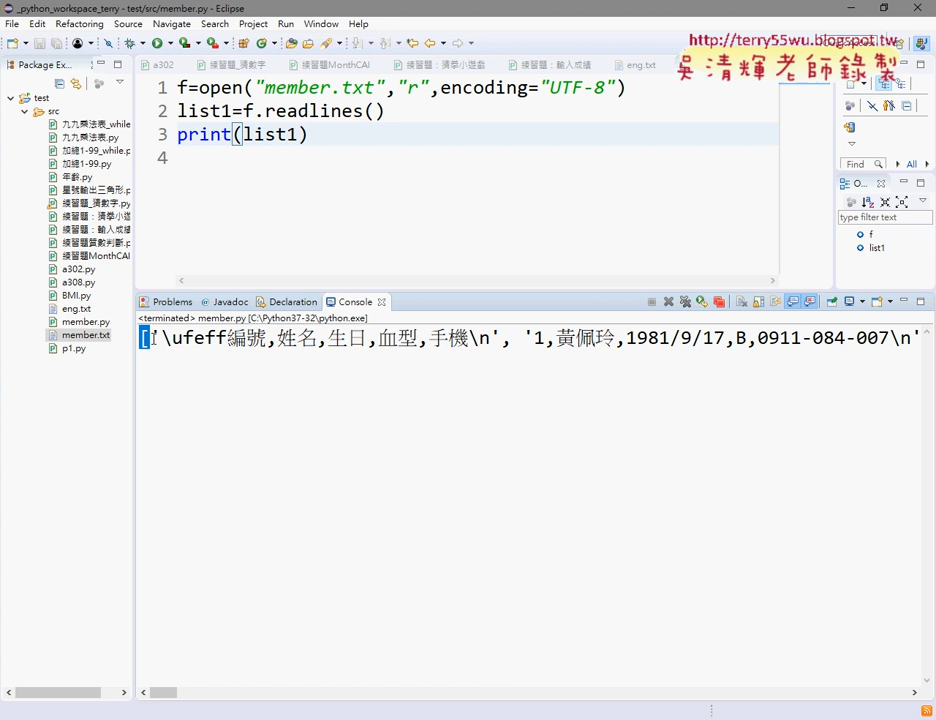 _python_workspace_terry - test/src/member.py - Eclipse
File Edit Refactoring Source Navigate Search Project Run Window Help
http://terry55wu.blogspot.tw
吳清輝老師錄製
Package Ex...
a302 練習題_猜數字 練習題MonthCAI 練習題：猜學小遊戲 練習題：輸入成績 eng.txt
test
src
九九乘法表_while
九九乘法表.py
加總1-99_while.p
加總1-99.py
年齡.py
星號輸出三角形.p
練習題_猜數字.py
練習題：猜學小遊
練習題：輸入成績
練習題質數判斷.p
練習題MonthCAI
a302.py
a308.py
BMI.py
eng.txt
member.py
member.txt
p1.py
1 f=open("member.txt","r",encoding="UTF-8")
2 list1=f.readlines()
3 print(list1)
4
Find All
O...
type filter text
f
list1
Problems Javadoc Declaration Console
<terminated> member.py [C:\Python37-32\python.exe]
['\ufeff編號,姓名,生日,血型,手機\n', '1,黃佩玲,1981/9/17,B,0911-084-007\n'